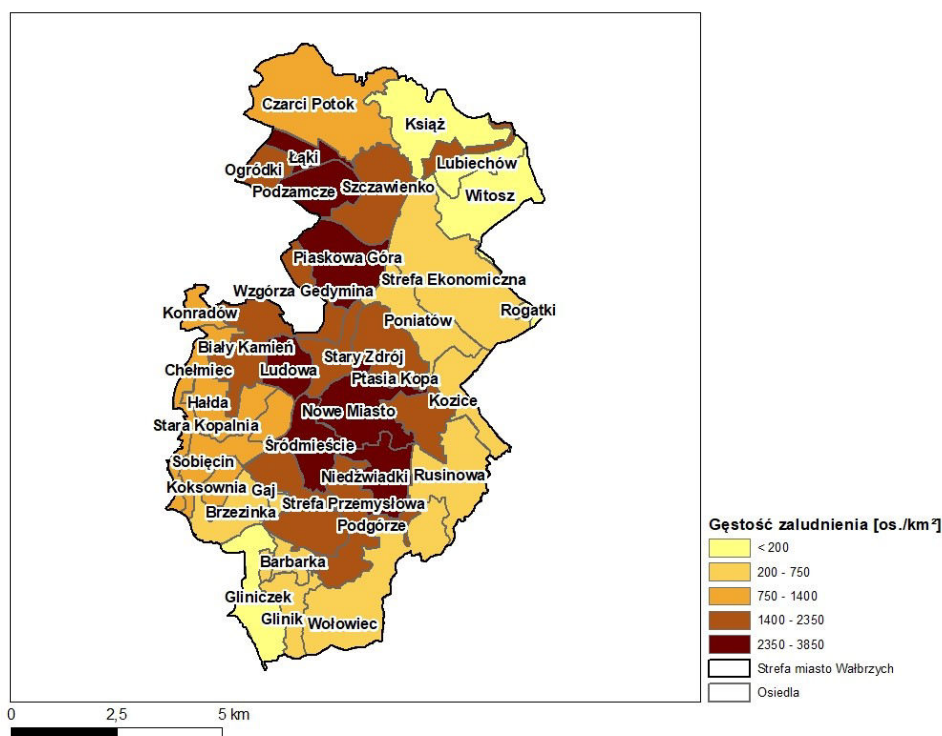 Czarci Potok
Książ
Łąki
Lubiechów
Ogródki
Podzamcze
Szczawienko
Witosz
Piaskowa Góra
Strefa Ekonomiczna
Wzgórza Gedymina
Rogatki
Konradów
Poniatów
Biały Kamień
Stary Zdrój
Chełmiec
Ludowa
Ptasia Kopa
Hałda
Nowe Miasto
Kozice
Stara Kopalnia
Śródmieście
Sobięcin
Niedźwiadki
Rusinowa
Koksownia
Gaj
Strefa Przemysłowa
Brzezinka
Podgórze
Barbarka
Gliniczek
Glinik
Wołowiec
Gęstość zaludnienia [os./km²]
< 200
200 - 750
750 - 1400
1400 - 2350
2350 - 3850
Strefa miasto Wałbrzych
Osiedla
0 2,5 5 km